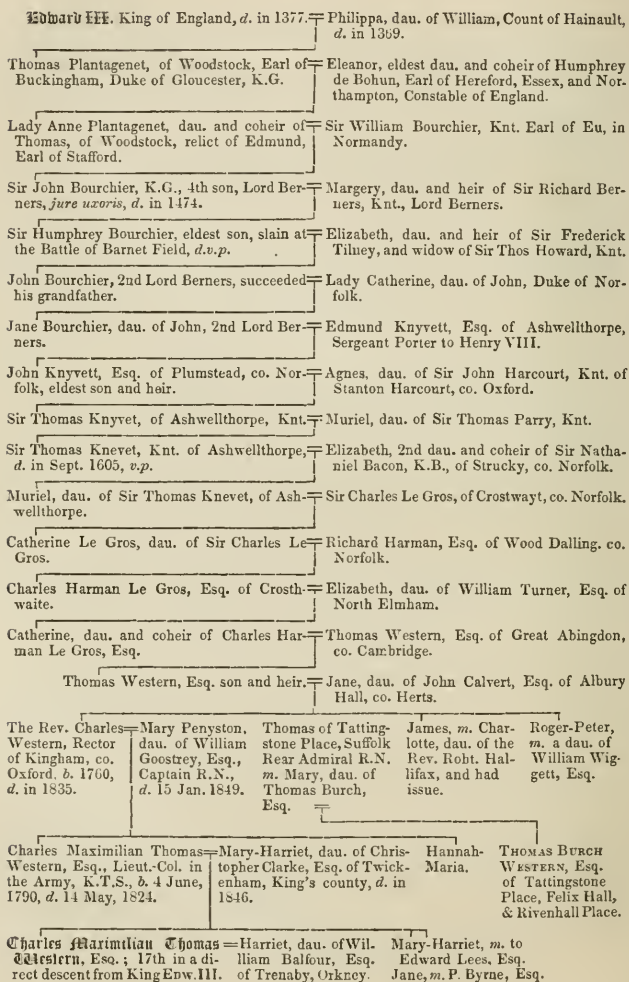 Edward III. King of England, d. in 1377. = Philippa, dau. of William, Count of Hainault,
d. in 1369.
Thomas Plantagenet, of Woodstock, Earl of
Buckingham, Duke of Gloucester, K.G.
= Eleanor, eldest dau. and coheir of Humphrey
de Bohun, Earl of Hereford, Essex, and Nor-
thampton, Constable of England.
Lady Anne Plantagenet, dau. and coheir of
Thomas, of Woodstock, relict of Edmund,
Earl of Stafford.
= Sir William Bourchier, Knt. Earl of Eu, in
Normandy.
Sir John Bourchier, K.G., 4th son, Lord Ber-
ners, jure uxoris, d. in 1474.
= Margery, dau. and heir of Sir Richard Ber-
ners, Knt., Lord Berners.
Sir Humphrey Bourchier, eldest son, slain at
the Battle of Barnet Field, d.v.p.
= Elizabeth, dau. and heir of Sir Frederick
Tilney, and widow of Sir Thos Howard, Knt.
John Bourchier, 2nd Lord Berners, succeeded
his grandfather.
= Lady Catherine, dau. of John, Duke of Nor-
folk.
Jane Bourchier, dau. of John, 2nd Lord Ber-
ners.
= Edmund Knyvett, Esq. of Ashwellthorpe,
Sergeant Porter to Henry VIII.
John Knyvett, Esq. of Plumstead, co. Nor-
folk, eldest son and heir.
= Agnes, dau. of Sir John Harcourt, Knt. of
Stanton Harcourt, co. Oxford.
Sir Thomas Knyvet, of Ashwellthorpe, Knt. = Muriel, dau. of Sir Thomas Parry, Knt.
Sir Thomas Knevet, Knt. of Ashwellthorpe,
d. in Sept. 1605, v.p.
= Elizabeth, 2nd dau. and coheir of Sir Natha-
niel Bacon, K.B., of Strucky, co. Norfolk.
Muriel, dau. of Sir Thomas Knevet, of Ash-
wellthorpe.
= Sir Charles Le Gros, of Crostwayt, co. Norfolk.
Catherine Le Gros, dau. of Sir Charles Le
Gros.
= Richard Harman, Esq. of Wood Dalling. co.
Norfolk.
Charles Harman Le Gros, Esq. of Crosth-
waite.
= Elizabeth, dau. of William Turner, Esq. of
North Elmham.
Catherine, dau. and coheir of Charles Har-
man Le Gros, Esq.
= Thomas Western, Esq. of Great Abingdon,
co. Cambridge.
Thomas Western, Esq. son and heir. = Jane, dau. of John Calvert, Esq. of Albury
Hall, co. Herts.
The Rev. Charles
Western, Rector
of Kingham, co.
Oxford, b. 1760,
d. in 1835.
= Mary Penyston,
dau. of William
Goostrey, Esq.,
Captain R.N.,
d. 15 Jan. 1849.
Thomas of Tatting-
stone Place, Suffolk
Rear Admiral R.N.
m. Mary, dau. of
Thomas Burch,
Esq. =
James, m. Char-
lotte, dau. of the
Rev. Robt. Hal-
lifax, and had
issue.
Roger-Peter,
m. a dau. of
William Wig-
gett, Esq.
Charles Maximilian Thomas
Western, Esq., Lieut.-Col. in
the Army, K.T.S., b. 4 June,
1790, d. 14 May, 1824.
= Mary-Harriet, dau. of Chris-
topher Clarke, Esq. of Twick-
enham, King's county, d. in
1846.
Hannah-
Maria.
THOMAS BURCH
WESTERN, Esq.
of Tattingstone
Place, Felix Hall,
& Rivenhall Place.
Charles Maximilian Thomas
Western, Esq.; 17th in a di-
rect descent from King EDW. III.
= Harriet, dau. of Wil-
lliam Balfour, Esq.
of Trenaby, Orkney.
Mary-Harriet, m. to
Edward Lees, Esq.
Jane, m. P. Byrne, Esq.